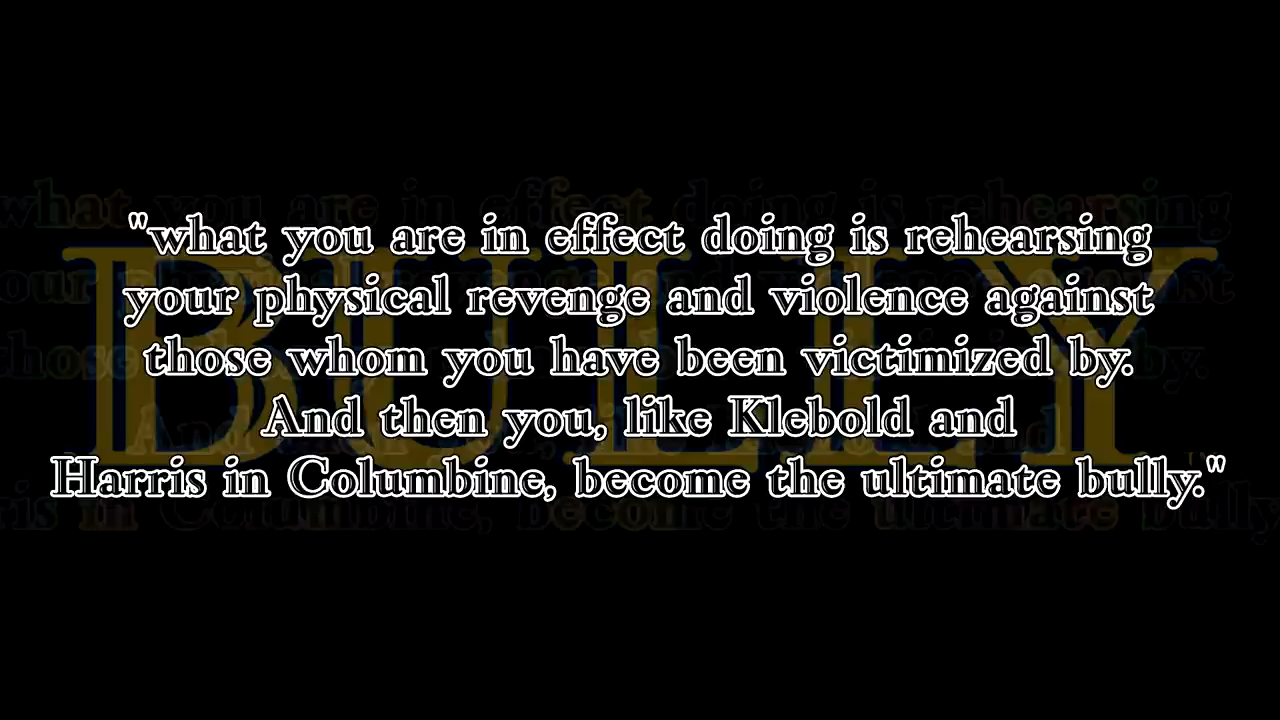 "what you are in effect doing is rehearsing
your physical revenge and violence against
those whom you have been victimized by.
And then you, like Klebold and
Harris in Columbine, become the ultimate bully."
BULLY